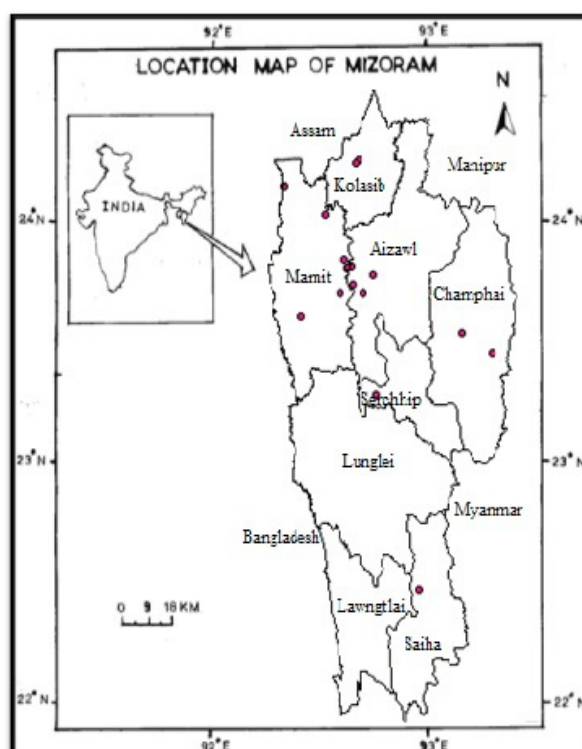 92°E 93°E
LOCATION MAP OF MIZORAM
N
Assam
Manipur
Kolasib
INDIA
24°N 24°N
Aizawl
Mamit
Champhai
Serchhip
23°N 23°N
Lunglei
Myanmar
Bangladesh
0 9 18 KM
Lawngtlai
Saiha
22°N 22°N
92°E 93°E